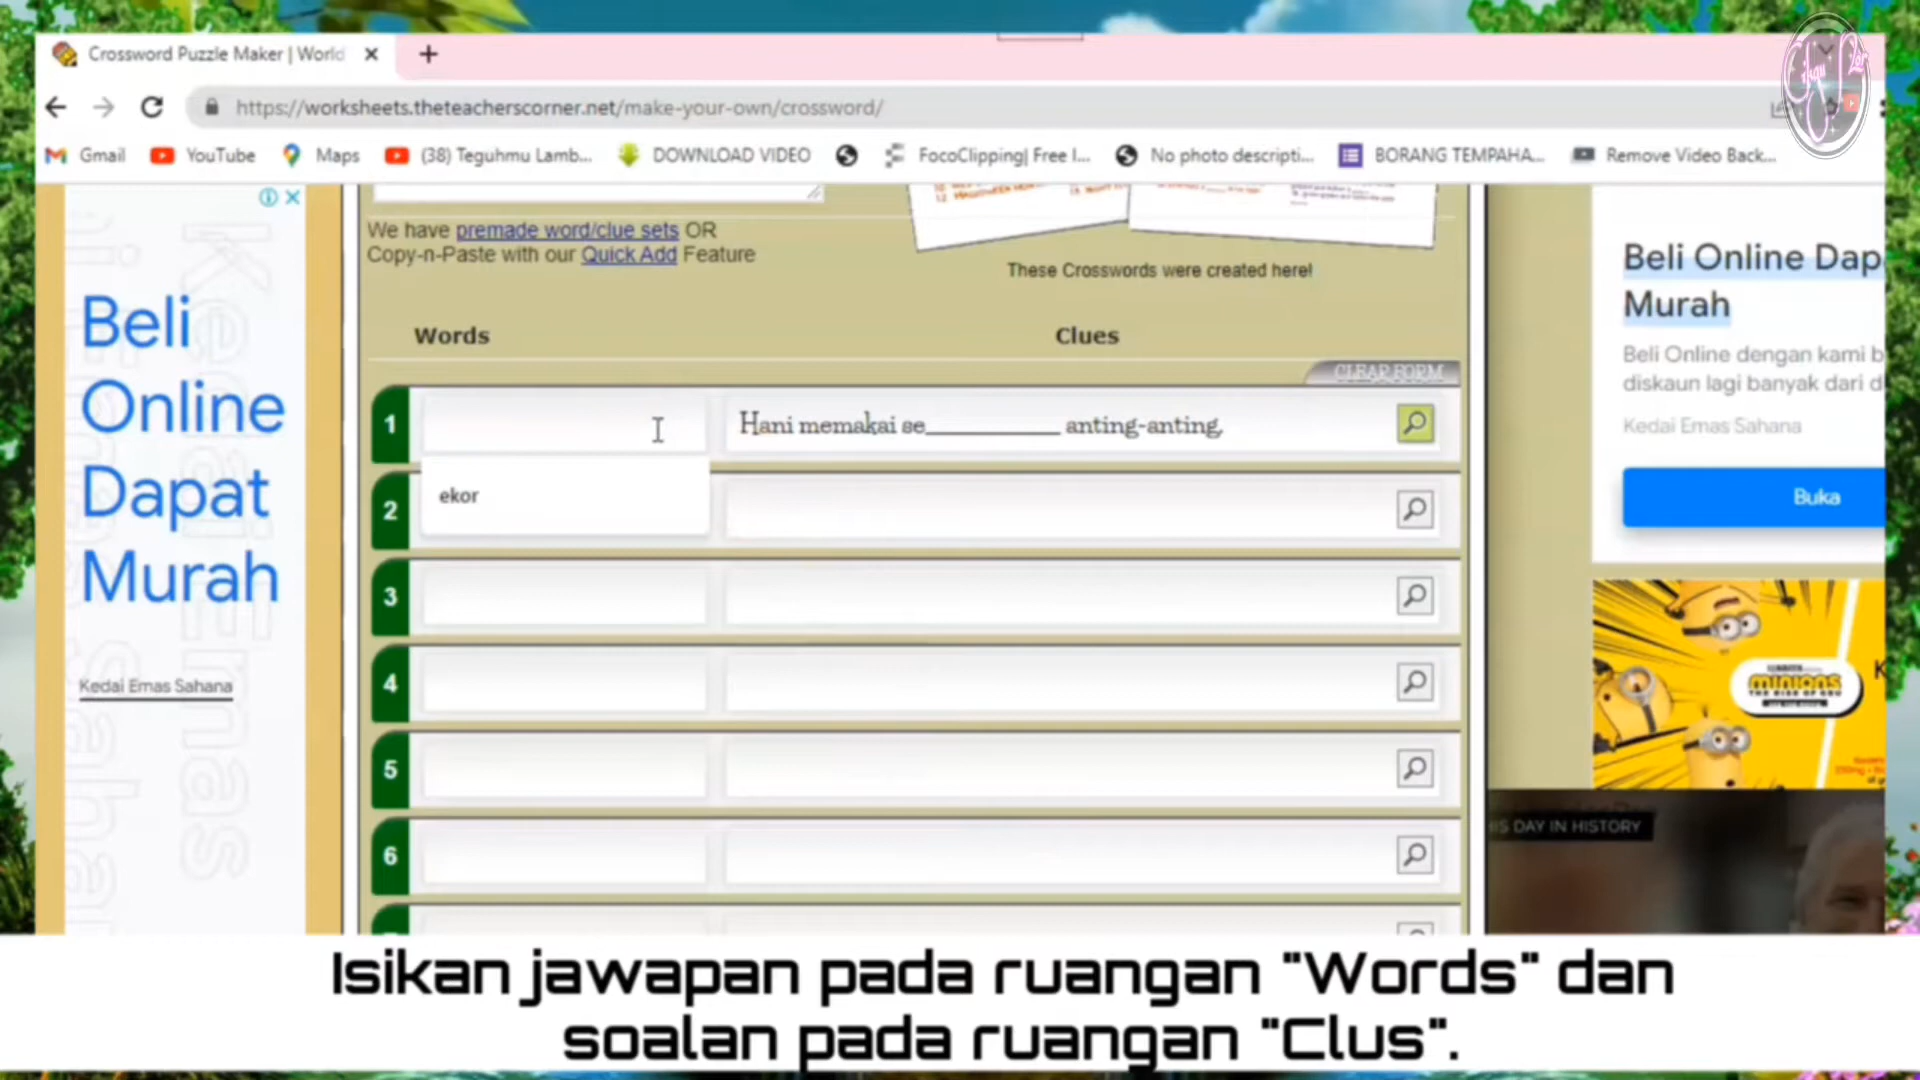 Crossword Puzzle Maker | World
https://worksheets.theteacherscorner.net/make-your-own/crossword/
Gmail YouTube Maps (38) Teguhmu Lamb... DOWNLOAD VIDEO FocoClipping| Free I... No photo descripti... BORANG TEMPAHA... Remove Video Back...
We have premade word/clue sets OR
Copy-n-Paste with our Quick Add Feature
These Crosswords were created here!
Words Clues
CLEAR FORM
1 Hani memakai se__________ anting-anting.
ekor
2
3
4
5
6
Beli
Online
Dapat
Murah
Kedai Emas Sahana
Beli Online Dap
Murah
Beli Online dengan kami b
diskaun lagi banyak dari d
Kedai Emas Sahana
Buka
MINIONS
THE RISE OF GRU
HIS DAY IN HISTORY
Isikan jawapan pada ruangan "Words" dan
soalan pada ruangan "Clus".